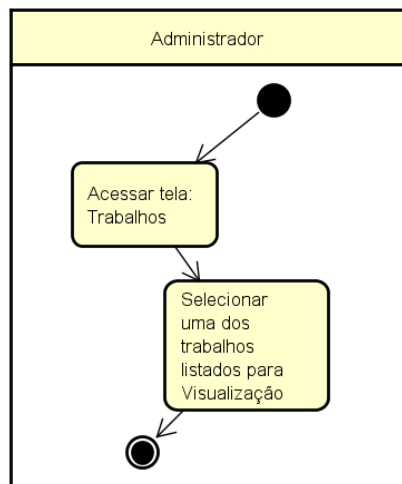 Administrador
Acessar tela:
Trabalhos
Selecionar
uma dos
trabalhos
listados para
Visualização